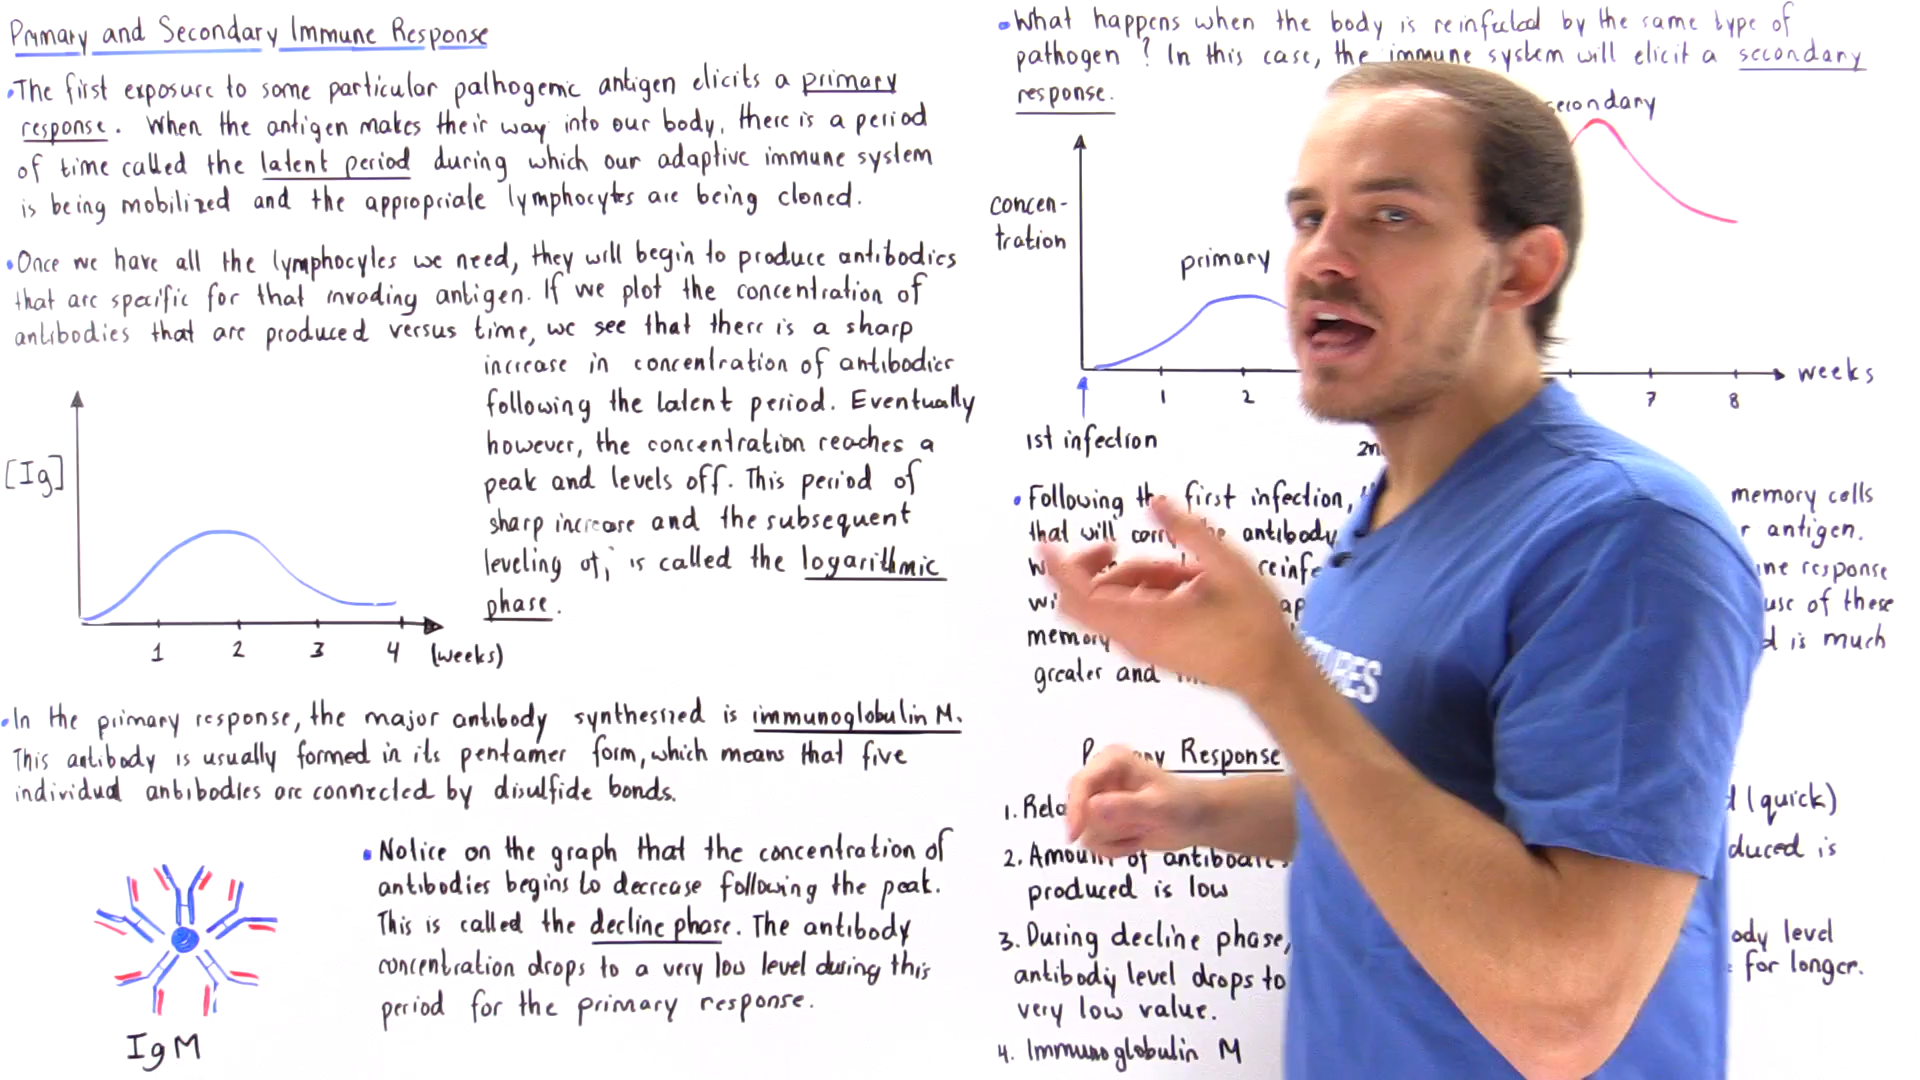 Primary and Secondary Immune Response
• The first exposure to some particular pathogenic antigen elicits a primary
response. When the antigen makes their way into our body, there is a period
of time called the latent period during which our adaptive immune system
is being mobilized and the appropriate lymphocytes are being cloned.
• Once we have all the lymphocytes we need, they will begin to produce antibodies
that are specific for that invading antigen. If we plot the concentration of
antibodies that are produced versus time, we see that there is a sharp
increase in concentration of antibodies
following the latent period. Eventually
however, the concentration reaches a
peak and levels off. This period of
sharp increase and the subsequent
leveling of, is called the logarithmic
phase.
[Ig]
1 2 3 4 (weeks)
• In the primary response, the major antibody synthesized is immunoglobulin M.
This antibody is usually formed in its pentamer form, which means that five
individual antibodies are connected by disulfide bonds.
• Notice on the graph that the concentration of
antibodies begins to decrease following the peak.
This is called the decline phase. The antibody
concentration drops to a very low level during this
period for the primary response.
IgM
• What happens when the body is reinfected by the same type of
pathogen? In this case, the immune system will elicit a secondary
response.
secondary
concen-
tration
primary
weeks
1 2 7 8
1st infection
• Following the first infection, memory cells
that will carry the antibody antigen.
response
use of these
memory is much
greater and
Primary Response
1. (quick)
2. Amount of antibodies
produced is low
3. During decline phase,
antibody level drops to
very low value.
level
for longer.
4. Immunoglobulin M